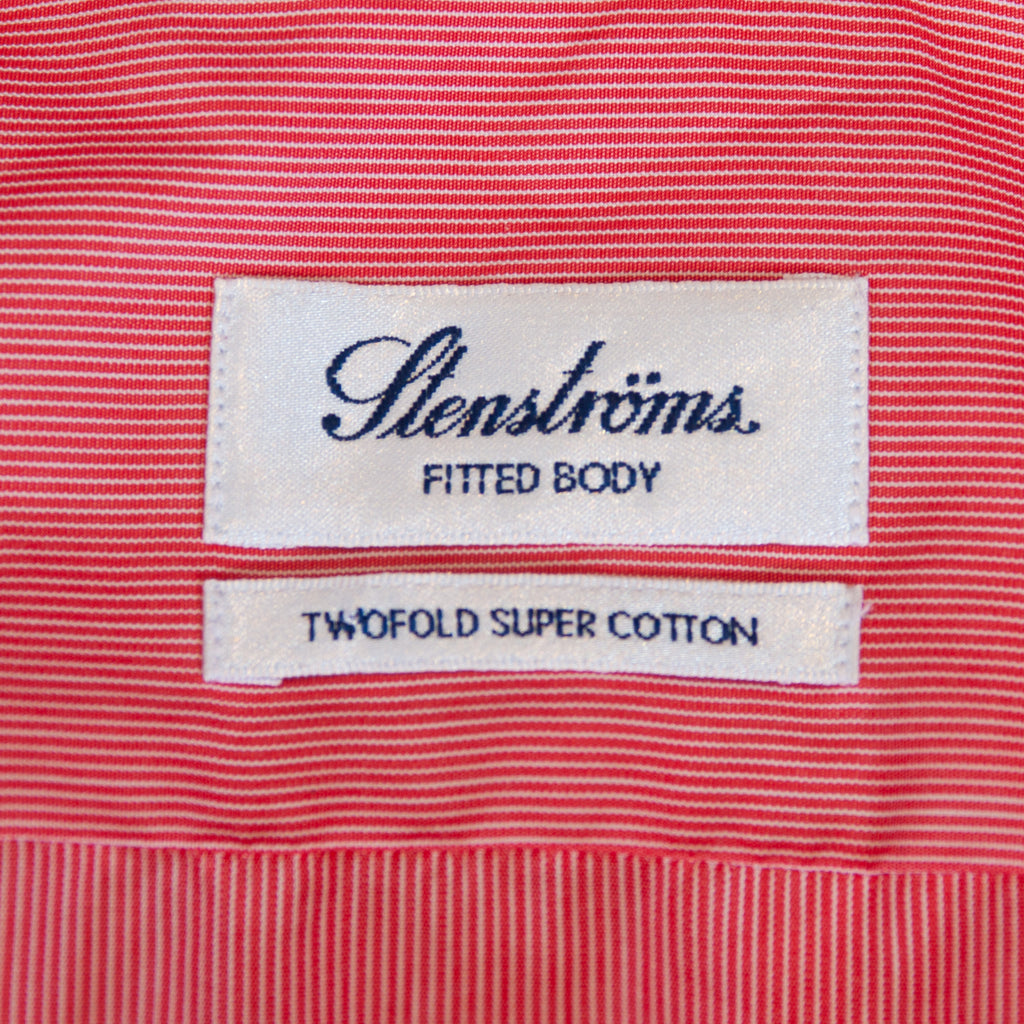 Stenströms
FITTED BODY
TWOFOLD SUPER COTTON